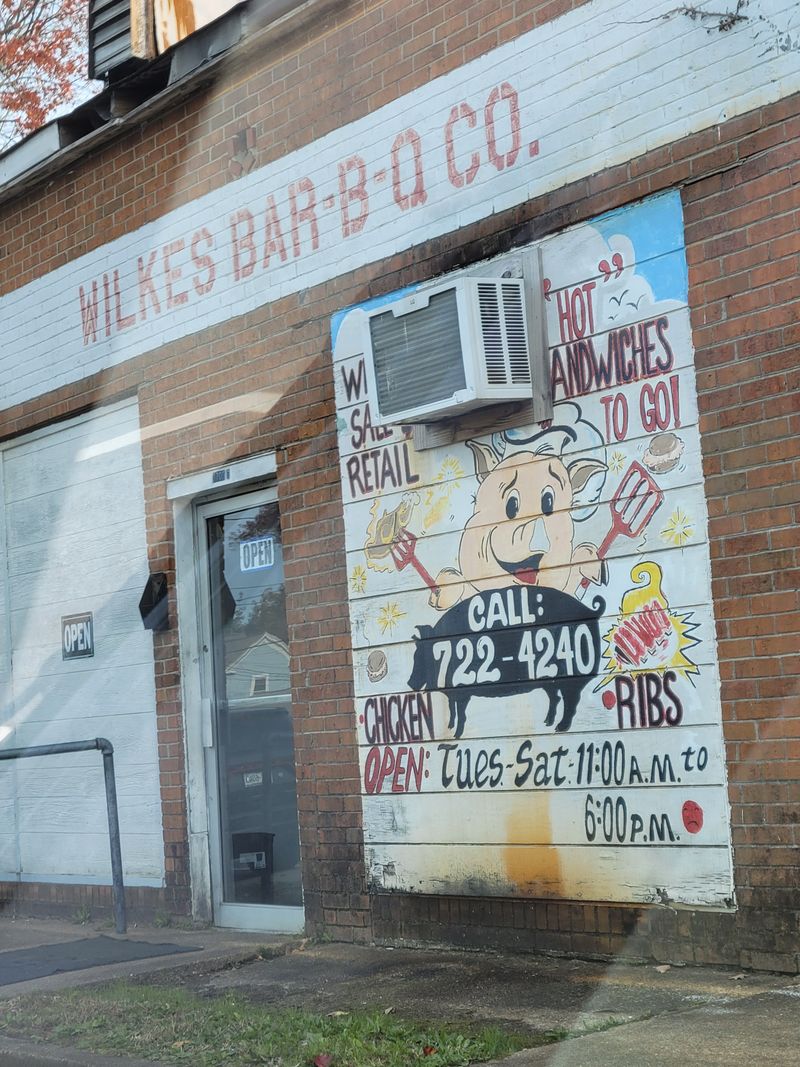 WILKES BAR-B-Q CO.
"HOT"
SANDWICHES
TO GO!
SALE
RETAIL
OPEN
OPEN
CALL:
722-4240
CHICKEN
RIBS
OPEN: Tues.-Sat. 11:00 A.M. to
6:00 P.M.